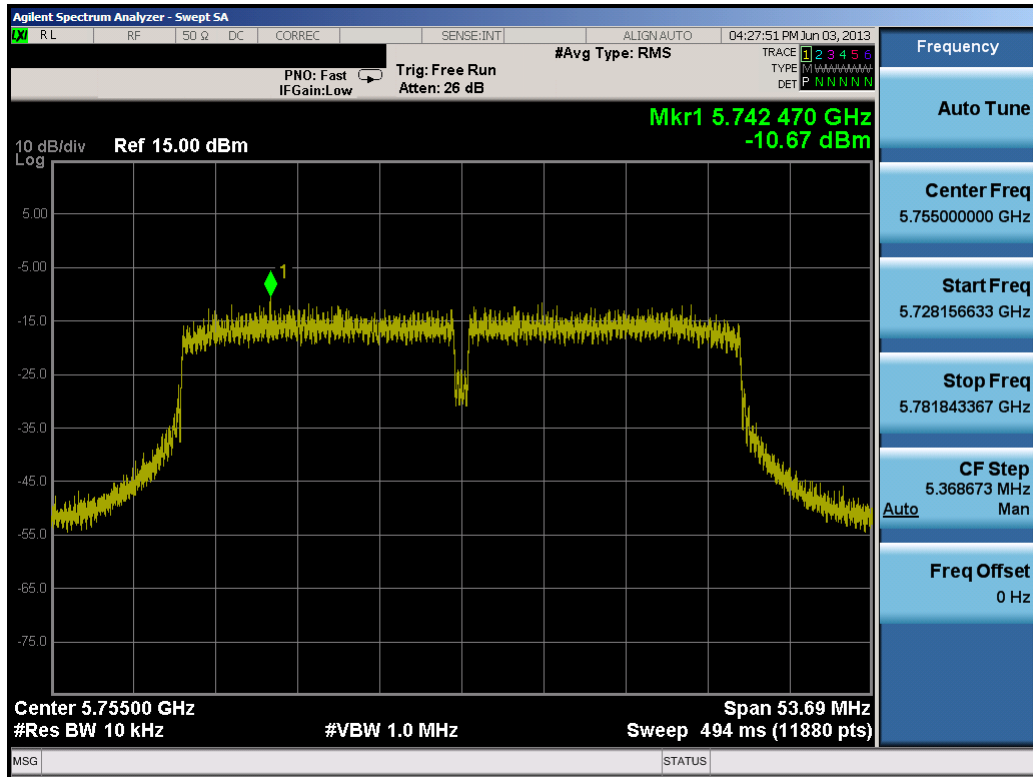 Agilent Spectrum Analyzer - Swept SA
LXI RL RF 50 Ω DC CORREC SENSE:INT ALIGN AUTO 04:27:51 PM Jun 03, 2013
#Avg Type: RMS
TRACE 1 2 3 4 5 6
PNO: Fast Trig: Free Run TYPE M W W W W W
IFGain:Low Atten: 26 dB DET P N N N N N
Mkr1 5.742 470 GHz
-10.67 dBm
10 dB/div Ref 15.00 dBm
Log
5.00
-5.00
1
-15.0
-25.0
-35.0
-45.0
-55.0
-65.0
-75.0
Center 5.75500 GHz Span 53.69 MHz
#Res BW 10 kHz #VBW 1.0 MHz Sweep 494 ms (11880 pts)
MSG STATUS
Frequency
Auto Tune
Center Freq
5.755000000 GHz
Start Freq
5.728156633 GHz
Stop Freq
5.781843367 GHz
CF Step
5.368673 MHz
Auto Man
Freq Offset
0 Hz